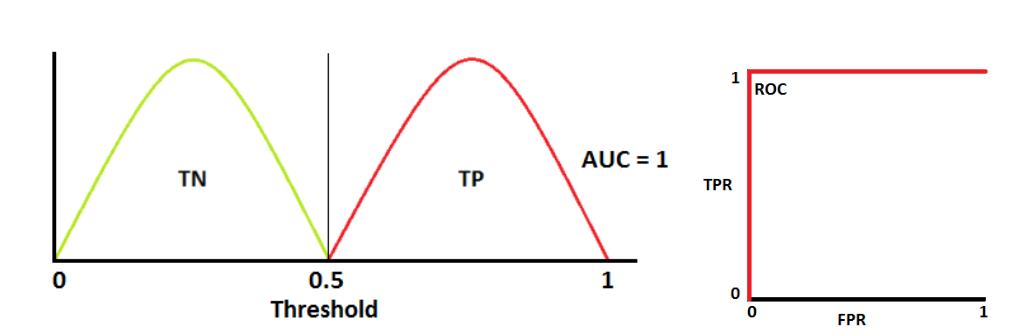 TN
TP
AUC = 1
0
0.5
1
Threshold
1
ROC
TPR
0
0
1
FPR